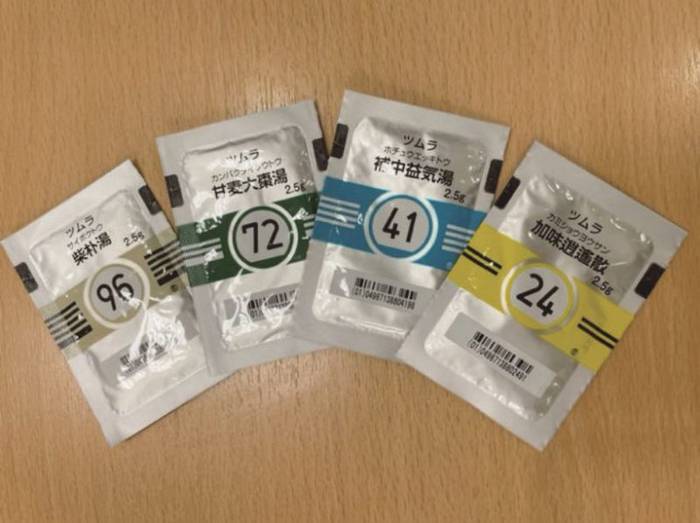 ツムラ
サイボクトウ
柴朴湯
2.5g
96
ツムラ
カンバクタイソウトウ
甘麦大棗湯
2.5g
72
ツムラ
ホチュウエッキトウ
補中益気湯
2.5g
41
(01)04987138804198
ツムラ
カミショウヨウサン
加味逍遙散
2.5g
24
(01)04987138802491